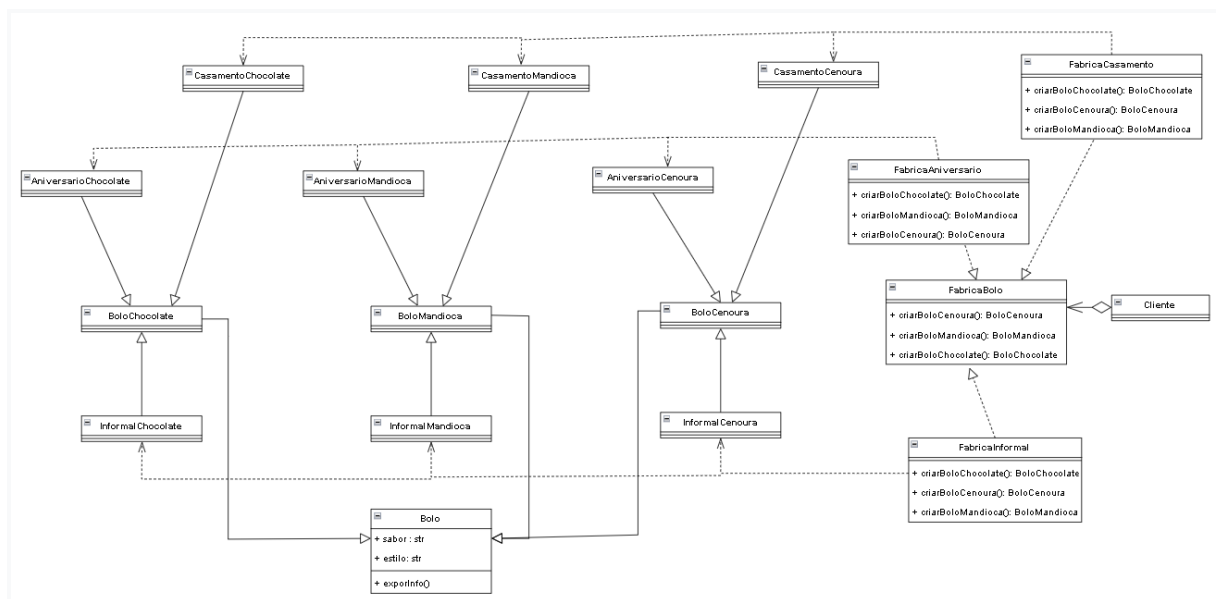 CasamentoChocolate
CasamentoMandioca
CasamentoCenoura
FabricaCasamento
+ criarBoloChocolate(): BoloChocolate
+ criarBoloCenoura(): BoloCenoura
+ criarBoloMandioca(): BoloMandioca
AniversarioChocolate
AniversarioMandioca
AniversarioCenoura
FabricaAniversario
+ criarBoloChocolate(): BoloChocolate
+ criarBoloMandioca(): BoloMandioca
+ criarBoloCenoura(): BoloCenoura
BoloChocolate
BoloMandioca
BoloCenoura
FabricaBolo
+ criarBoloCenoura(): BoloCenoura
+ criarBoloMandioca(): BoloMandioca
+ criarBoloChocolate(): BoloChocolate
Cliente
InformalChocolate
InformalMandioca
InformalCenoura
FabricaInformal
+ criarBoloChocolate(): BoloChocolate
+ criarBoloCenoura(): BoloCenoura
+ criarBoloMandioca(): BoloMandioca
Bolo
+ sabor : str
+ estilo: str
+ exporInfo()